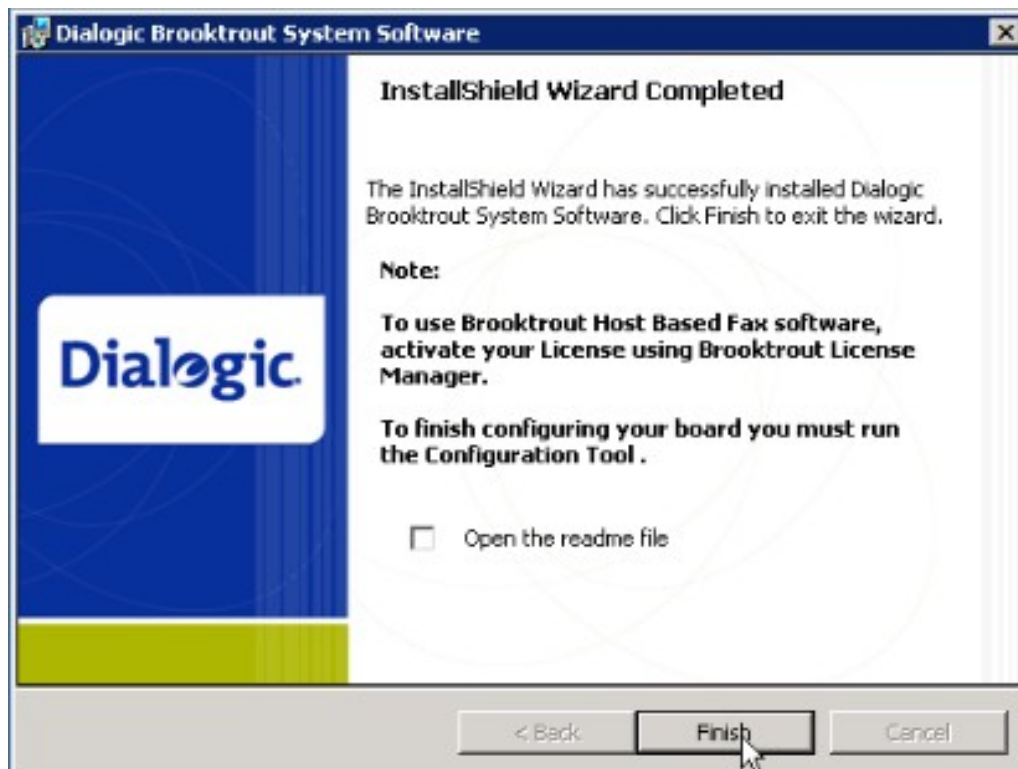 Dialogic Brooktrout System Software
InstallShield Wizard Completed
The InstallShield Wizard has successfully installed Dialogic
Brooktrout System Software. Click Finish to exit the wizard.
Note:
To use Brooktrout Host Based Fax software,
activate your License using Brooktrout License
Manager.
Dialogic.
To finish configuring your board you must run
the Configuration Tool .
Open the readme file
< Back
Finish
Cancel